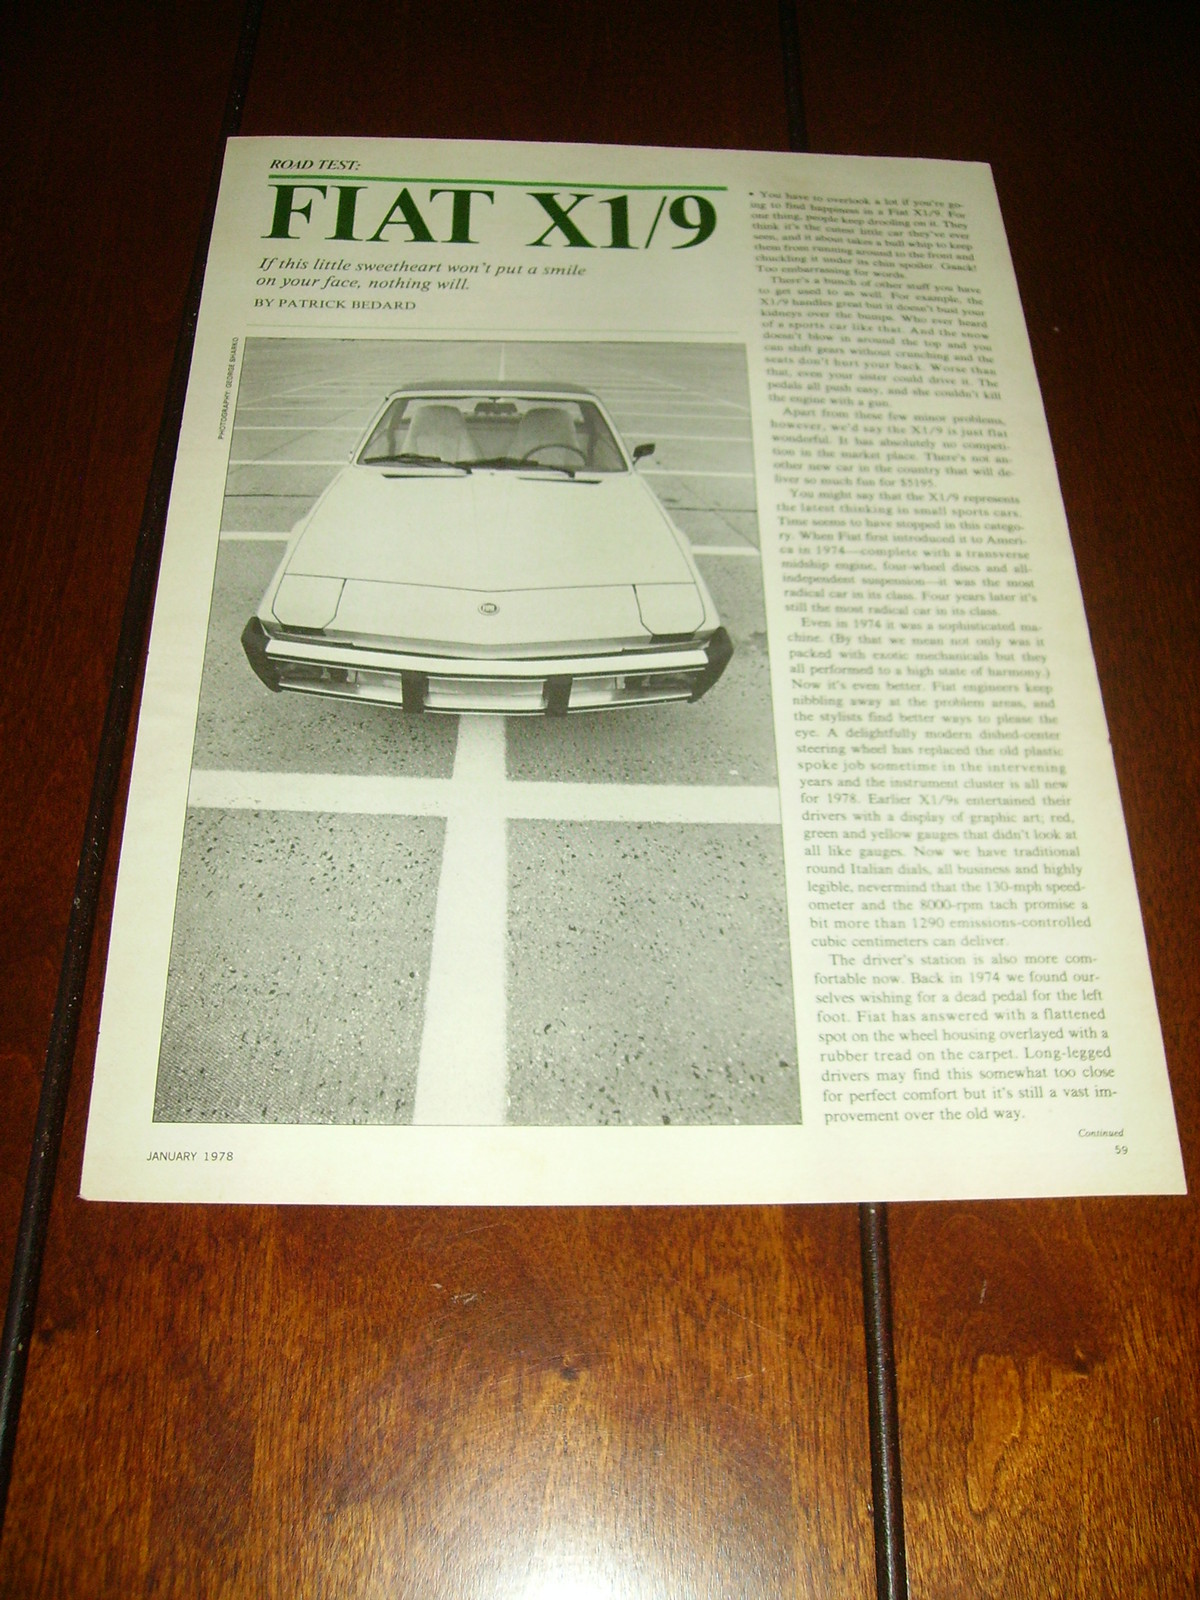 ROAD TEST:
FIAT X1/9
If this little sweetheart won't put a smile
on your face, nothing will.
BY PATRICK BEDARD
PHOTOGRAPHY: GEORGE SHARKO
• You have to overlook a lot if you're go-
ing to find happiness in a Fiat X1/9. For
one thing, people keep drooling on it. They
think it's the cutest little car they've ever
seen, and it about takes a bull whip to keep
them from running around to the front and
chuckling it under its chin spoiler. Gaack!
Too embarrassing for words.
There's a bunch of other stuff you have
to get used to as well. For example, the
X1/9 handles great but it doesn't bust your
kidneys over the bumps. Who ever heard
of a sports car like that. And the snow
doesn't blow in around the top and you
can shift gears without crunching and the
seats don't hurt your back. Worse than
that, even your sister could drive it. The
pedals all push easy, and she couldn't kill
the engine with a gun.
Apart from these few minor problems,
however, we'd say the X1/9 is just flat
wonderful. It has absolutely no competi-
tion in the market place. There's not an-
other new car in the country that will de-
liver so much fun for $5195.
You might say that the X1/9 represents
the latest thinking in small sports cars.
Time seems to have stopped in this catego-
ry. When Fiat first introduced it to Ameri-
ca in 1974—complete with a transverse
midship engine, four-wheel discs and all-
independent suspension—it was the most
radical car in its class. Four years later it's
still the most radical car in its class.
Even in 1974 it was a sophisticated ma-
chine. (By that we mean not only was it
packed with exotic mechanicals but they
all performed to a high state of harmony.)
Now it's even better. Fiat engineers keep
nibbling away at the problem areas, and
the stylists find better ways to please the
eye. A delightfully modern dished-center
steering wheel has replaced the old plastic
spoke job sometime in the intervening
years and the instrument cluster is all new
for 1978. Earlier X1/9s entertained their
drivers with a display of graphic art; red,
green and yellow gauges that didn't look at
all like gauges. Now we have traditional
round Italian dials, all business and highly
legible, nevermind that the 130-mph speed-
ometer and the 8000-rpm tach promise a
bit more than 1290 emissions-controlled
cubic centimeters can deliver.
The driver's station is also more com-
fortable now. Back in 1974 we found our-
selves wishing for a dead pedal for the left
foot. Fiat has answered with a flattened
spot on the wheel housing overlayed with a
rubber tread on the carpet. Long-legged
drivers may find this somewhat too close
for perfect comfort but it's still a vast im-
provement over the old way.
Continued
JANUARY 1978
59